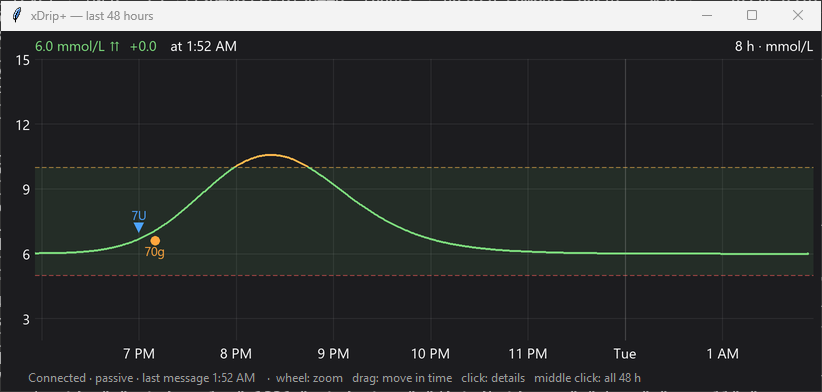 xDrip+ — last 48 hours
6.0 mmol/L ⇈ +0.0 at 1:52 AM 8 h · mmol/L
15
12
9
6
3
7U
70g
7 PM 8 PM 9 PM 10 PM 11 PM Tue 1 AM
Connected · passive · last message 1:52 AM · wheel: zoom drag: move in time click: details middle click: all 48 h